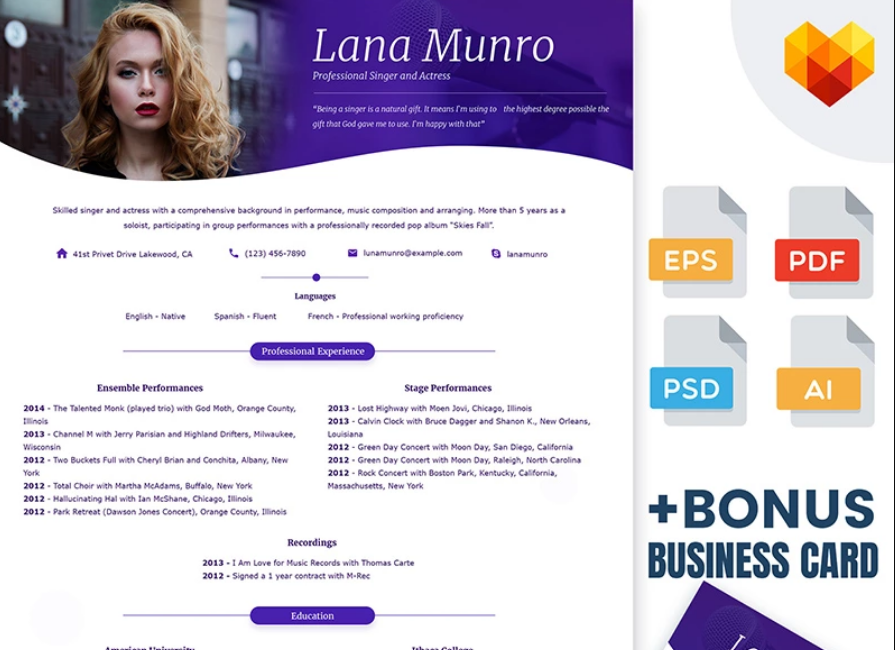 Lana Munro
Professional Singer and Actress
“Being a singer is a natural gift. It means I'm using to the highest degree possible the
gift that God gave me to use. I'm happy with that”
Skilled singer and actress with a comprehensive background in performance, music composition and arranging. More than 5 years as a
soloist, participating in group performances with a professionally recorded pop album "Skies Fall".
41st Privet Drive Lakewood, CA
(123) 456-7890
lunamunro@example.com
lanamunro
Languages
English - Native
Spanish - Fluent
French - Professional working proficiency
Professional Experience
Ensemble Performances
2014 - The Talented Monk (played trio) with God Moth, Orange County,
Illinois
2013 - Channel M with Jerry Parisian and Highland Drifters, Milwaukee,
Wisconsin
2012 - Two Buckets Full with Cheryl Brian and Conchita, Albany, New
York
2012 - Total Choir with Martha McAdams, Buffalo, New York
2012 - Hallucinating Hal with Ian McShane, Chicago, Illinois
2012 - Park Retreat (Dawson Jones Concert), Orange County, Illinois
Stage Performances
2013 - Lost Highway with Moen Jovi, Chicago, Illinois
2013 - Calvin Clock with Bruce Dagger and Shanon K., New Orleans,
Louisiana
2012 - Green Day Concert with Moon Day, San Diego, California
2012 - Green Day Concert with Moon Day, Raleigh, North Carolina
2012 - Rock Concert with Boston Park, Kentucky, California,
Massachusetts, New York
Recordings
2013 - I Am Love for Music Records with Thomas Carte
2012 - Signed a 1 year contract with M-Rec
Education
American University
Ithaca College
EPS
PDF
PSD
AI
+BONUS
BUSINESS CARD